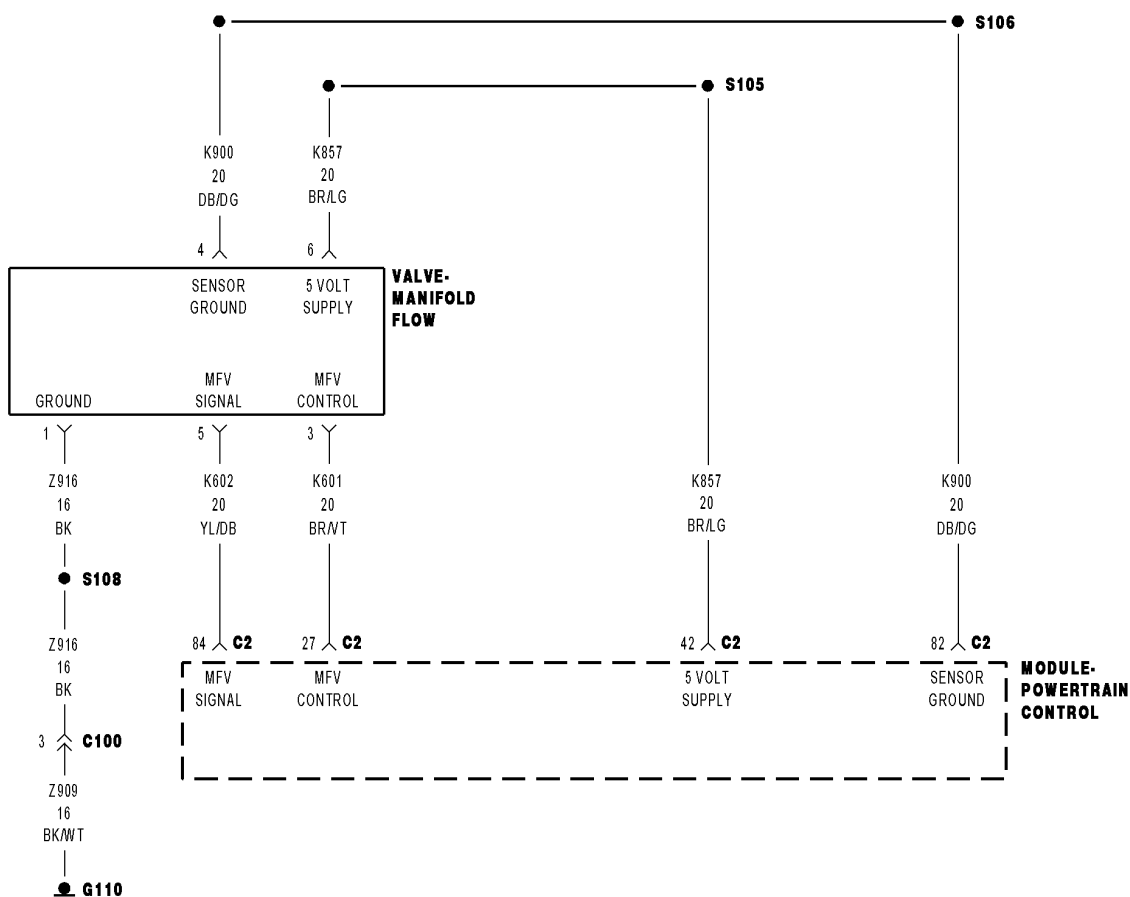 S106
S105
K900
20
DB/DG
K857
20
BR/LG
4
6
SENSOR
GROUND
5 VOLT
SUPPLY
VALVE-
MANIFOLD
FLOW
GROUND
MFV
SIGNAL
MFV
CONTROL
1
5
3
Z916
16
BK
K602
20
YL/DB
K601
20
BR/VT
K857
20
BR/LG
K900
20
DB/DG
S108
Z916
16
BK
84 C2
27 C2
42 C2
82 C2
MFV
SIGNAL
MFV
CONTROL
5 VOLT
SUPPLY
SENSOR
GROUND
MODULE-
POWERTRAIN
CONTROL
3 C100
Z909
16
BK/WT
G110